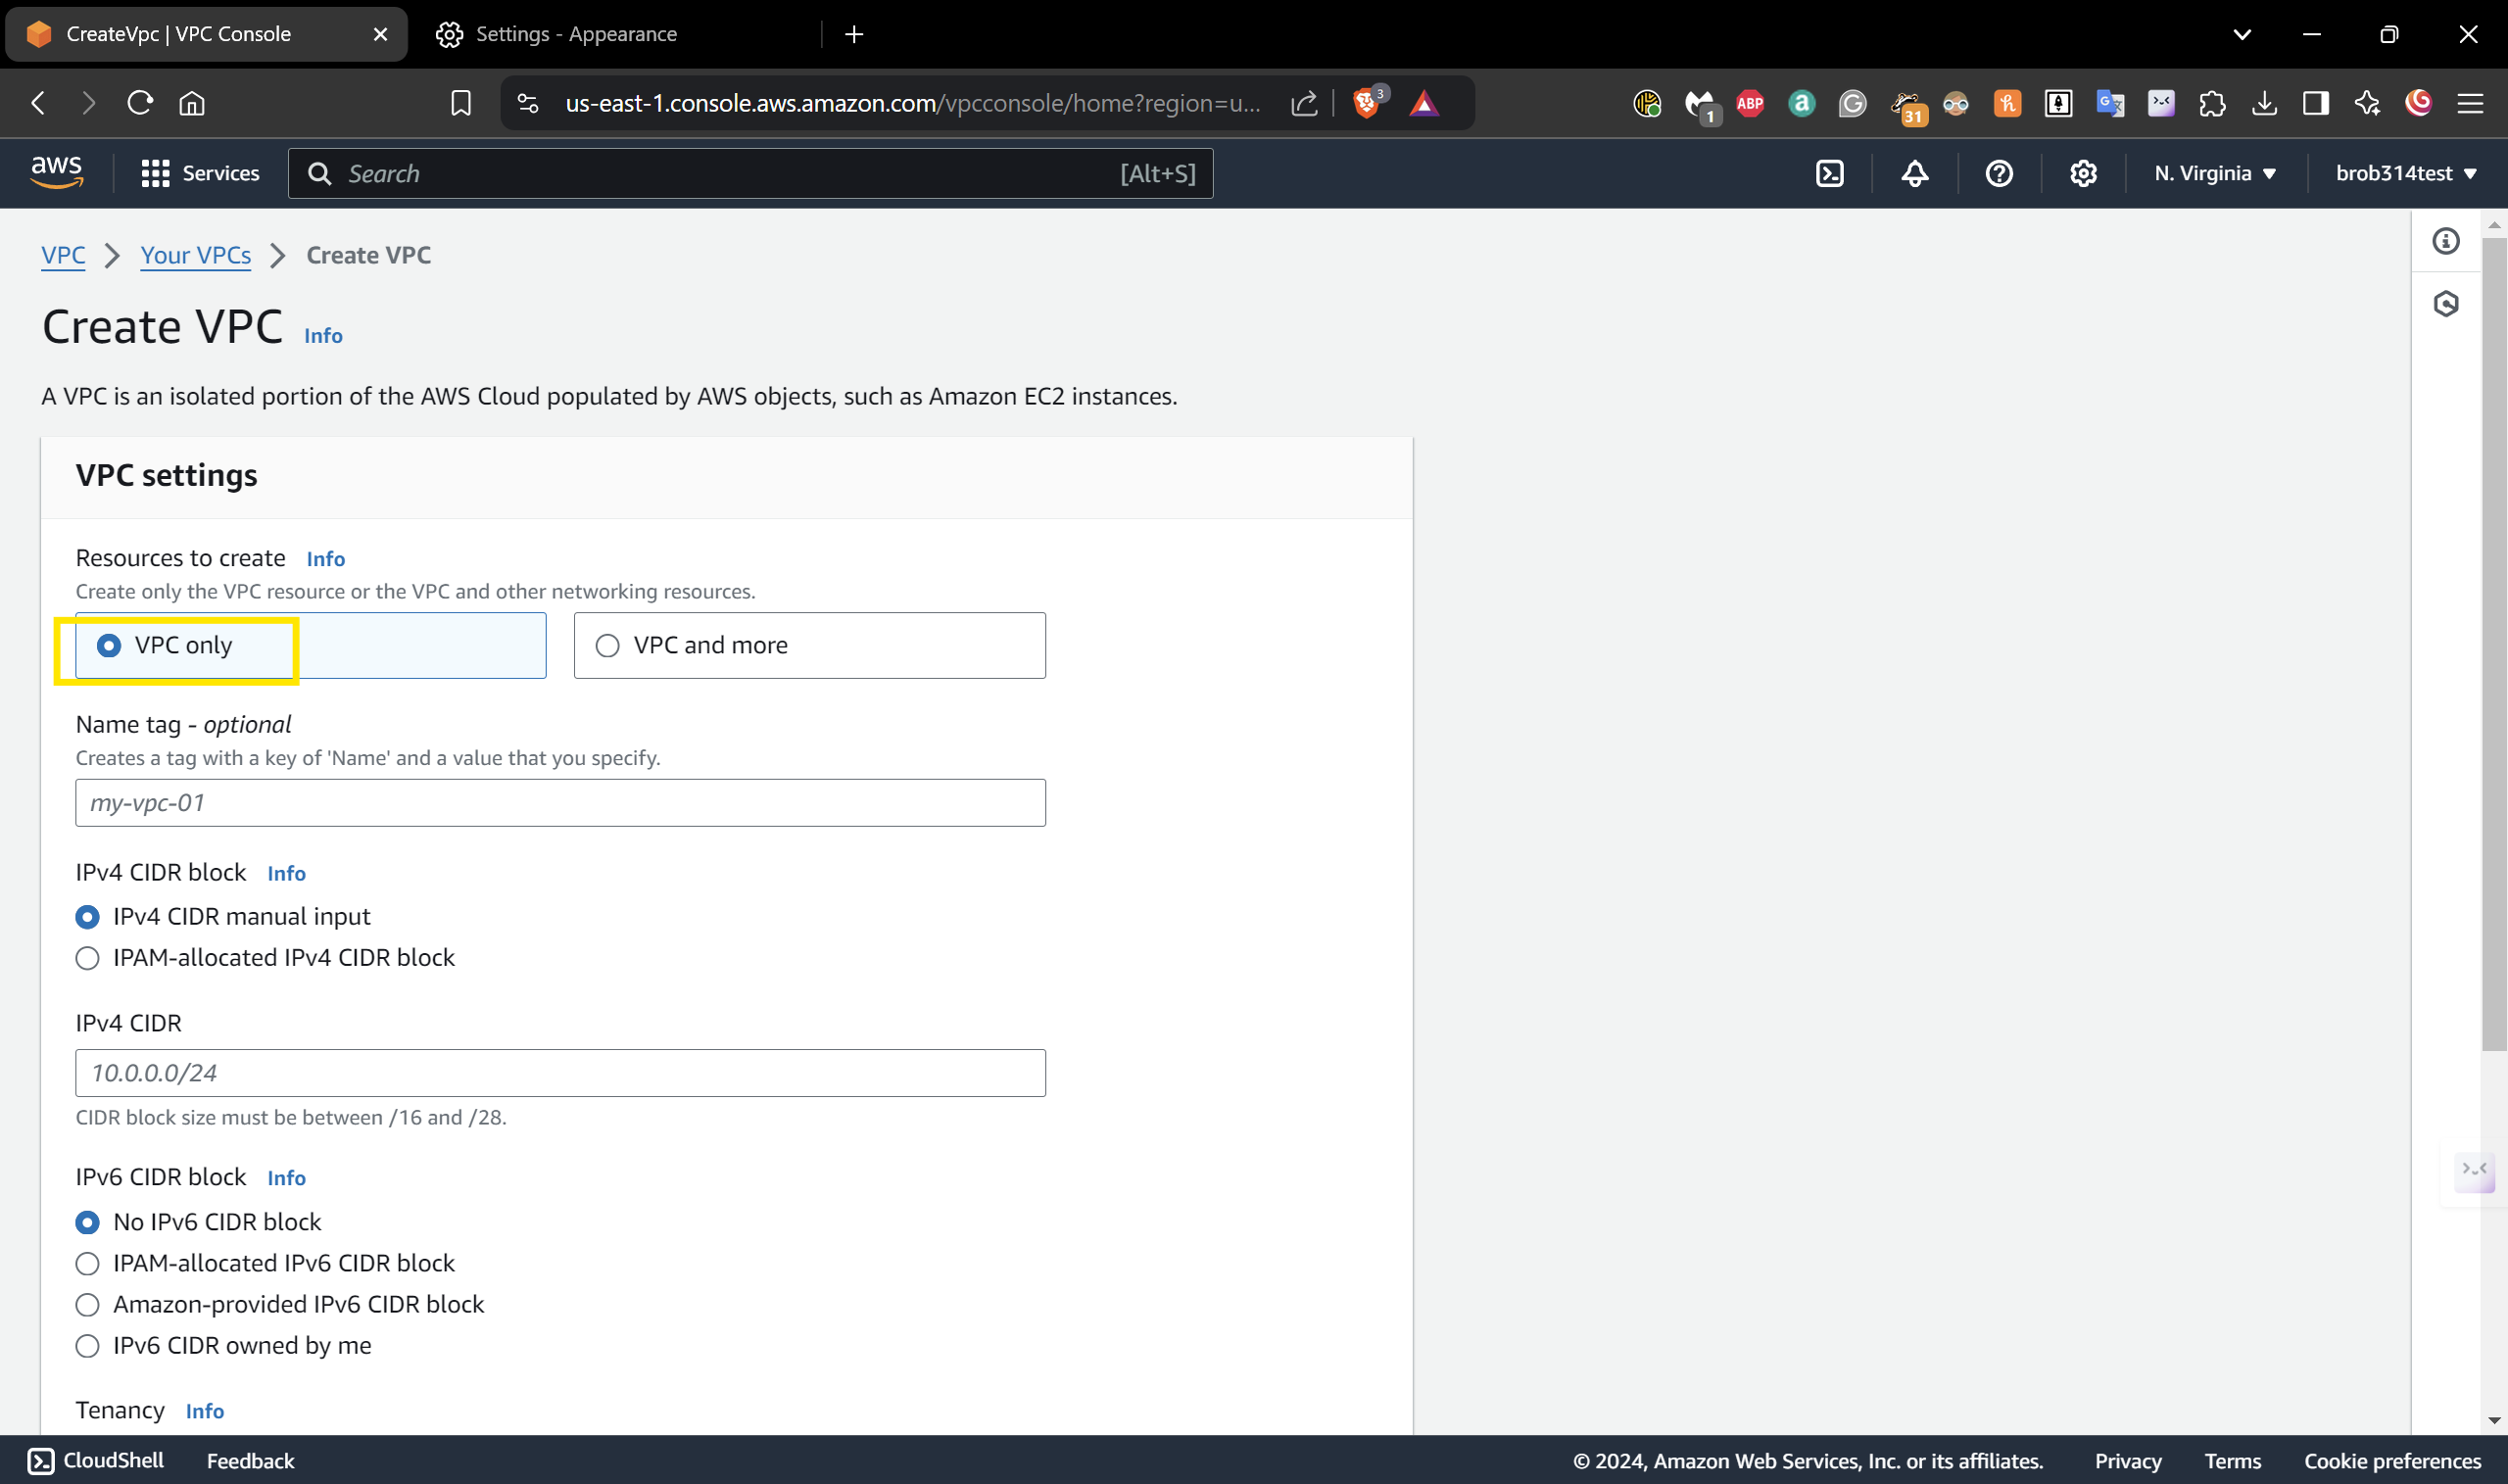 CreateVpc | VPC Console
Settings - Appearance
us-east-1.console.aws.amazon.com/vpcconsole/home?region=u...
3
1
ABP
a
31
aws
Services
Search
[Alt+S]
N. Virginia
brob314test
VPC
Your VPCs
Create VPC
Create VPC Info
A VPC is an isolated portion of the AWS Cloud populated by AWS objects, such as Amazon EC2 instances.
VPC settings
Resources to create Info
Create only the VPC resource or the VPC and other networking resources.
VPC only
VPC and more
Name tag - optional
Creates a tag with a key of 'Name' and a value that you specify.
my-vpc-01
IPv4 CIDR block Info
IPv4 CIDR manual input
IPAM-allocated IPv4 CIDR block
IPv4 CIDR
10.0.0.0/24
CIDR block size must be between /16 and /28.
IPv6 CIDR block Info
No IPv6 CIDR block
IPAM-allocated IPv6 CIDR block
Amazon-provided IPv6 CIDR block
IPv6 CIDR owned by me
Tenancy Info
CloudShell
Feedback
© 2024, Amazon Web Services, Inc. or its affiliates.
Privacy
Terms
Cookie preferences